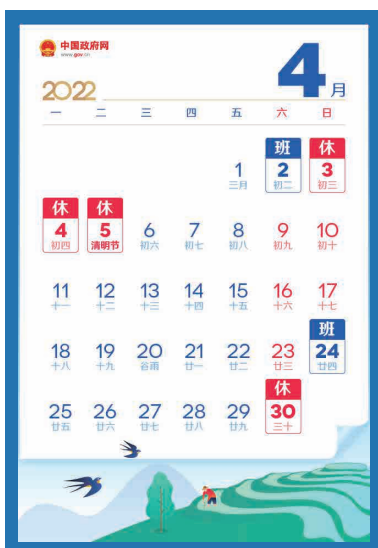 中国政府网
www.gov.cn
2022
4月
一 二 三 四 五 六 日
班 休
1 2 3
三月 初二 初三
休 休
4 5 6 7 8 9 10
初四 清明节 初六 初七 初八 初九 初十
11 12 13 14 15 16 17
十一 十二 十三 十四 十五 十六 十七
班
18 19 20 21 22 23 24
十八 十九 谷雨 廿一 廿二 廿三 廿四
休
25 26 27 28 29 30
廿五 廿六 廿七 廿八 廿九 三十